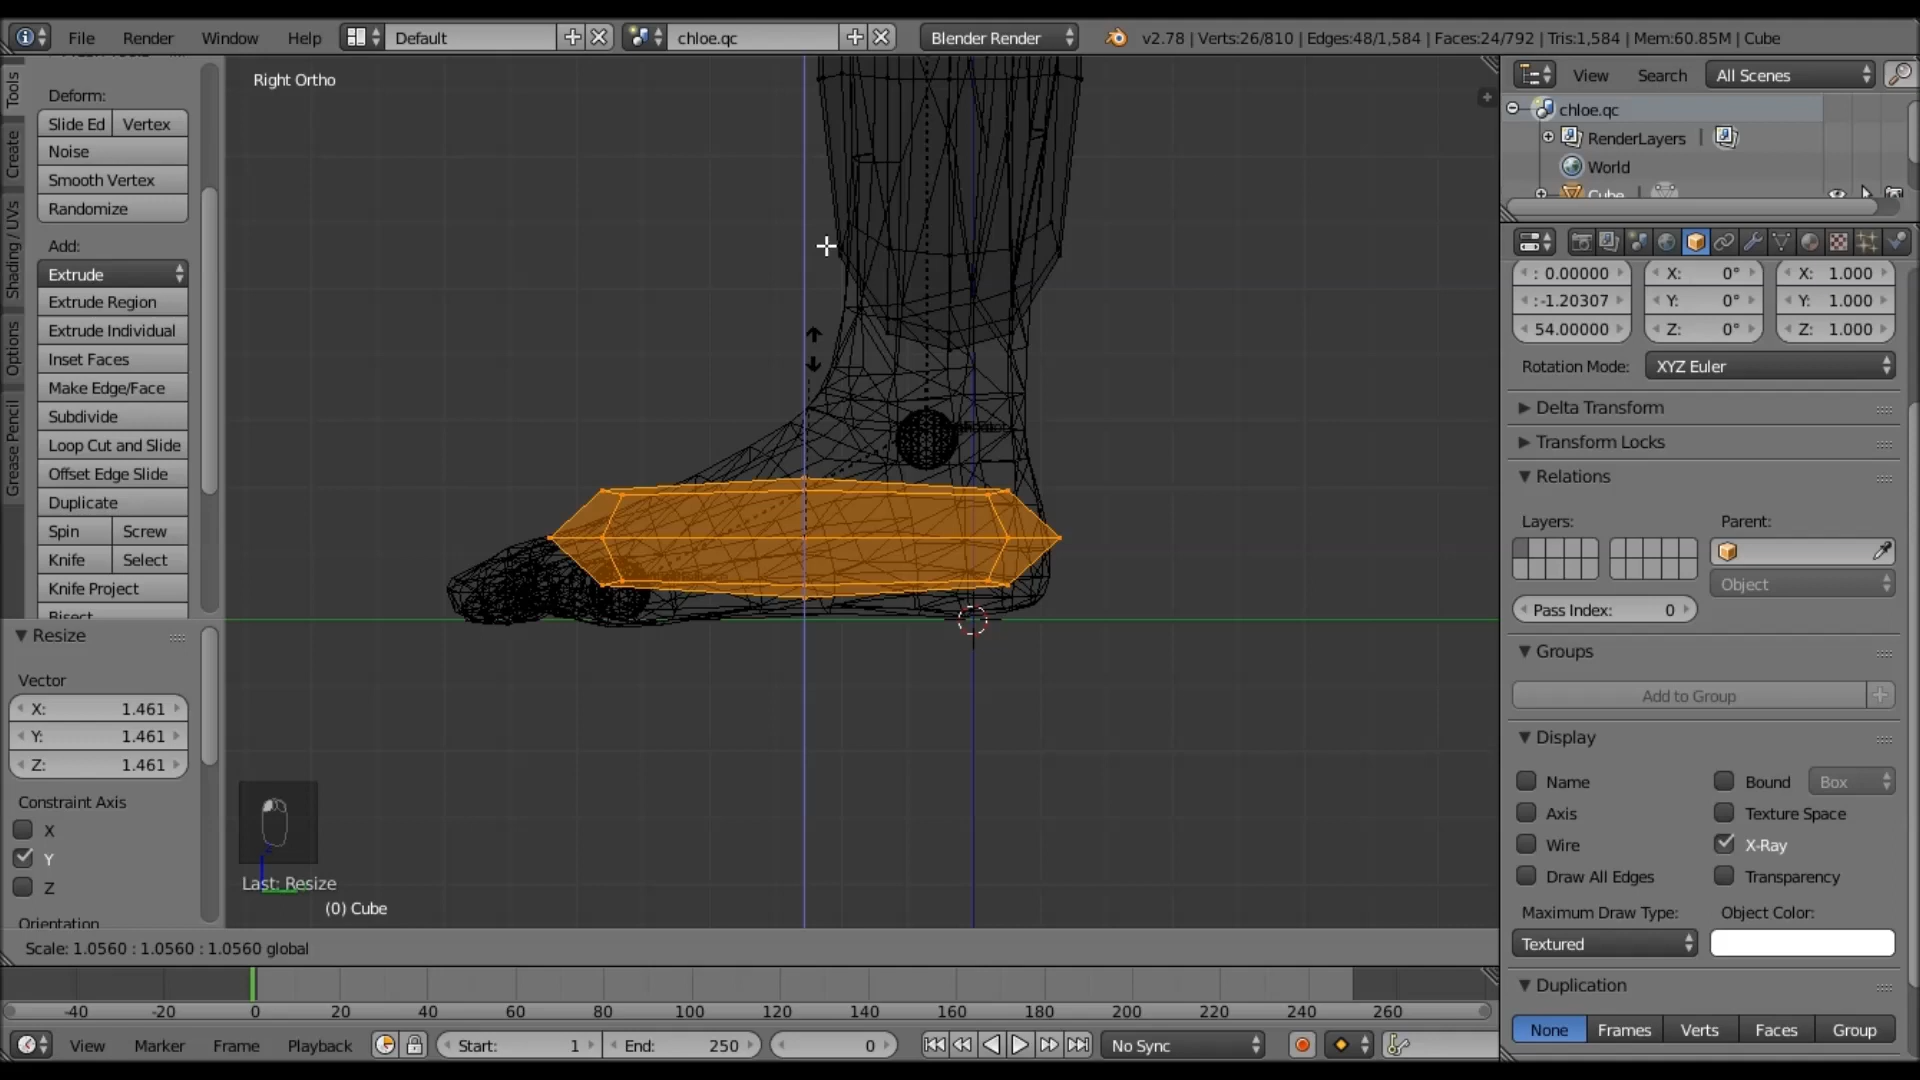 File Render Window Help Default chloe.qc Blender Render v2.78 | Verts:26/810 | Edges:48/1,584 | Faces:24/792 | Tris:1,584 | Mem:60.85M | Cube
Tools
Create
Shading / UVs
Options
Grease Pencil
Deform:
Slide Ed Vertex
Noise
Smooth Vertex
Randomize
Add:
Extrude
Extrude Region
Extrude Individual
Inset Faces
Make Edge/Face
Subdivide
Loop Cut and Slide
Offset Edge Slide
Duplicate
Spin Screw
Knife Select
Knife Project
Bisect
Resize
Vector
X: 1.461
Y: 1.461
Z: 1.461
Constraint Axis
X
Y
Z
Orientation
Right Ortho
Last: Resize
(0) Cube
Scale: 1.0560 : 1.0560 : 1.0560 global
-40 -20 0 20 40 60 80 100 120 140 160 180 200 220 240 260
View Marker Frame Playback Start: 1 End: 250 0 No Sync
View Search All Scenes
chloe.qc
RenderLayers
World
Cube
: 0.00000 X: 0° X: 1.000
:-1.20307 Y: 0° Y: 1.000
54.00000 Z: 0° Z: 1.000
Rotation Mode: XYZ Euler
Delta Transform
Transform Locks
Relations
Layers: Parent:
Object
Pass Index: 0
Groups
Add to Group
Display
Name Bound Box
Axis Texture Space
Wire X-Ray
Draw All Edges Transparency
Maximum Draw Type: Object Color:
Textured
Duplication
None Frames Verts Faces Group